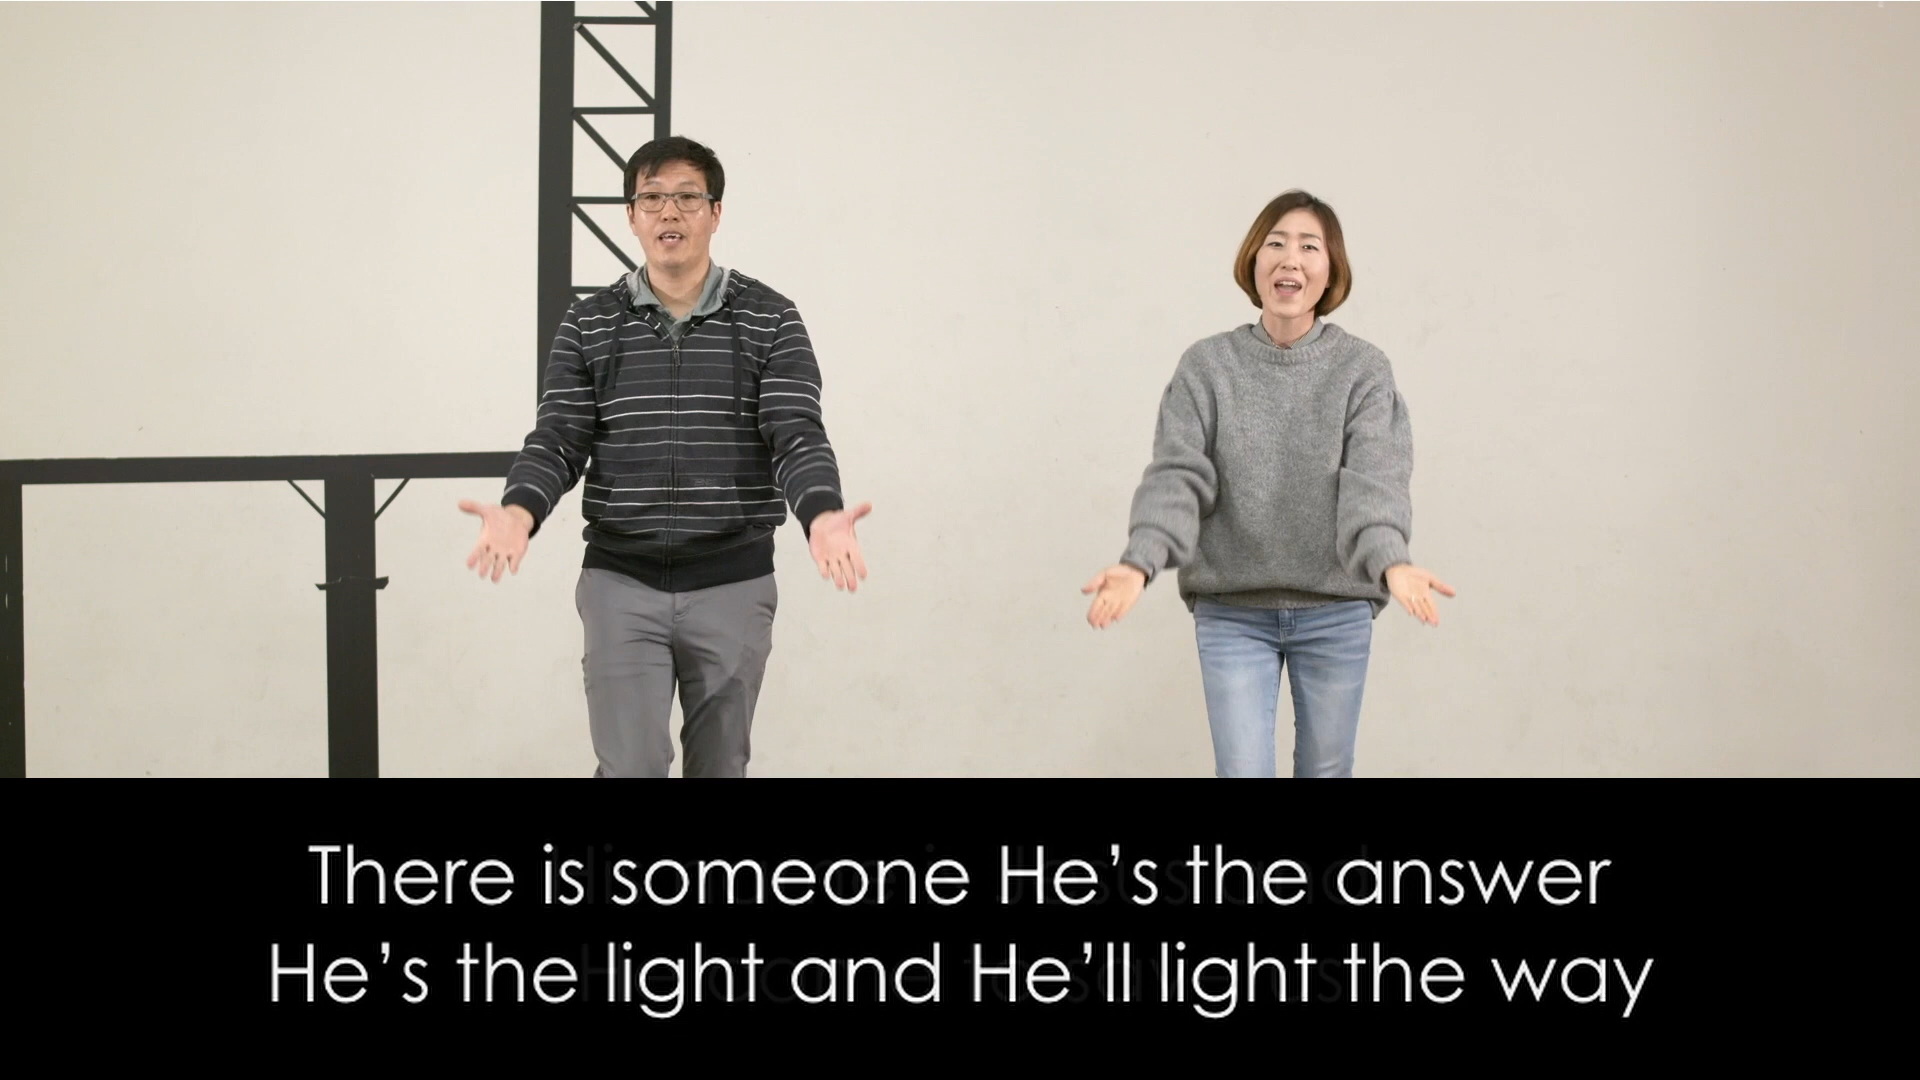 There is someone He’s the answer
He’s the light and He’ll light the way